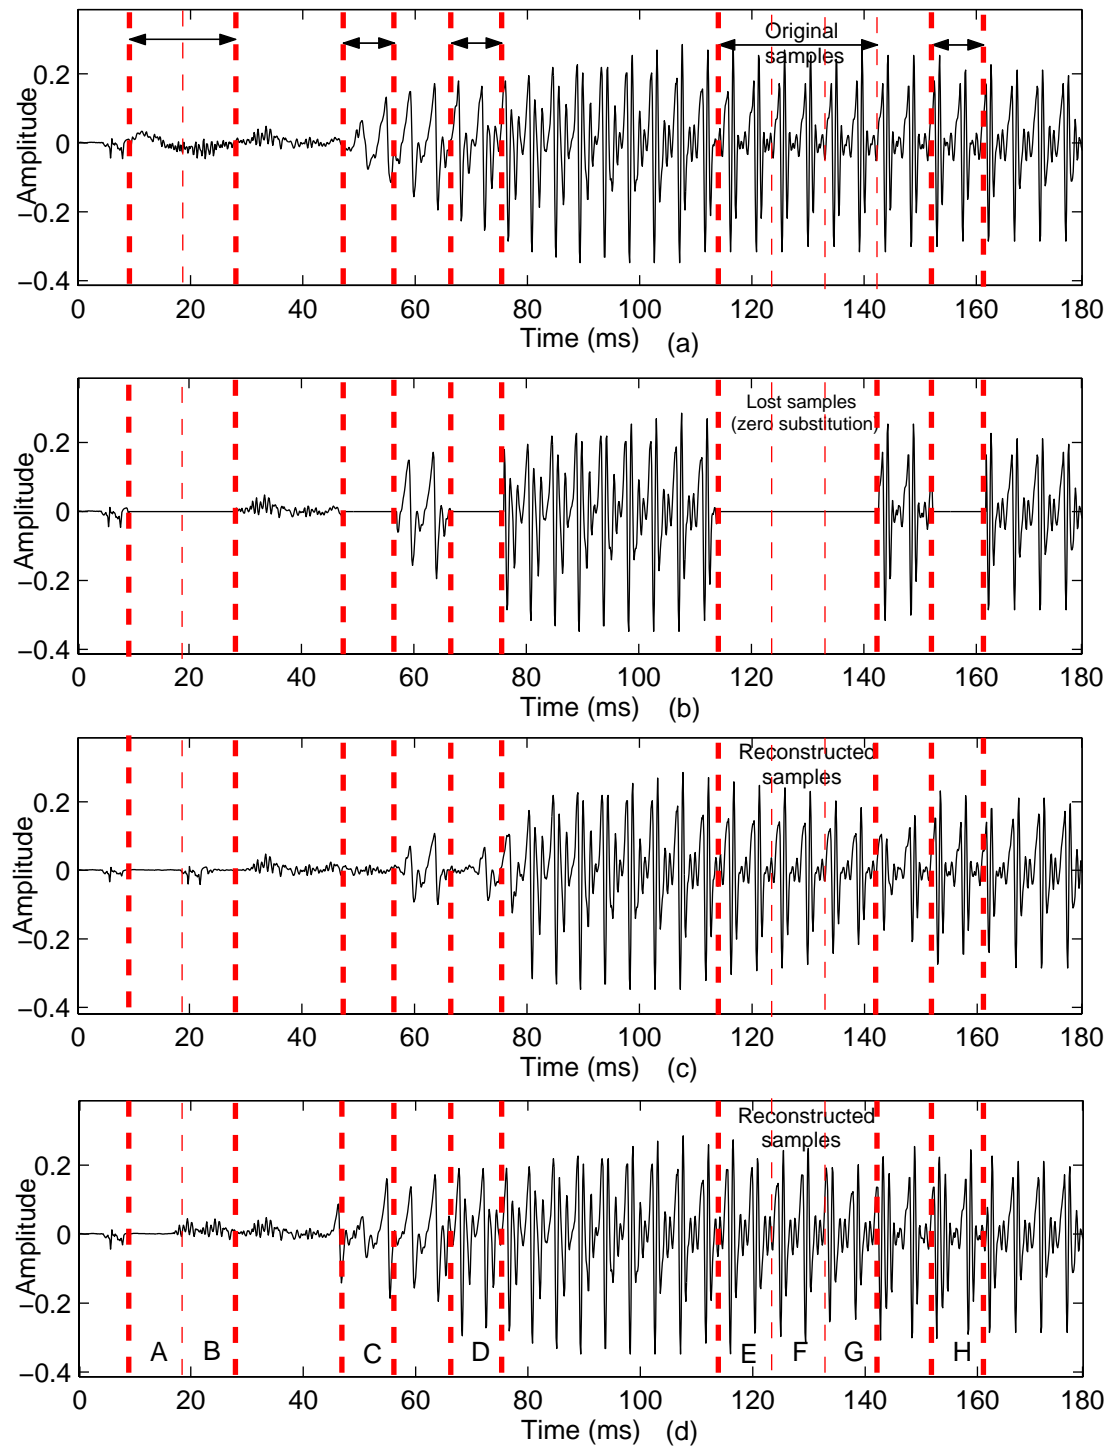 Original
samples
Amplitude
0.2
0
−0.2
−0.4
0 20 40 60 80 100 120 140 160 180
Time (ms) (a)
Lost samples
(zero substitution)
Amplitude
0.2
0
−0.2
−0.4
0 20 40 60 80 100 120 140 160 180
Time (ms) (b)
Reconstructed
samples
Amplitude
0.2
0
−0.2
−0.4
0 20 40 60 80 100 120 140 160 180
Time (ms) (c)
Reconstructed
samples
Amplitude
0.2
0
−0.2
−0.4
A B C D E F G H
0 20 40 60 80 100 120 140 160 180
Time (ms) (d)